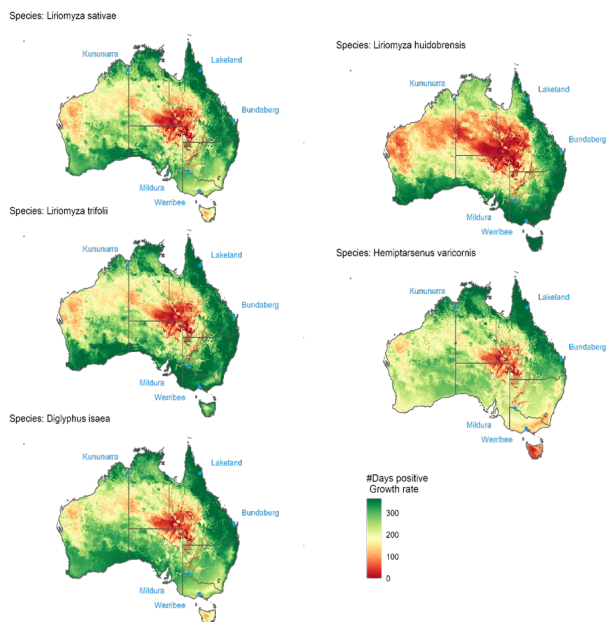 Species: Liriomyza sativae
Kununurra
Lakeland
Bundaberg
Mildura
Werribee
Species: Liriomyza huidobrensis
Kununurra
Lakeland
Bundaberg
Mildura
Werribee
Species: Liriomyza trifolii
Kununurra
Lakeland
Bundaberg
Mildura
Werribee
Species: Hemiptarsenus varicornis
Kununurra
Lakeland
Bundaberg
Mildura
Werribee
Species: Diglyphus isaea
Kununurra
Lakeland
Bundaberg
Mildura
Werribee
#Days positive
Growth rate
300
200
100
0